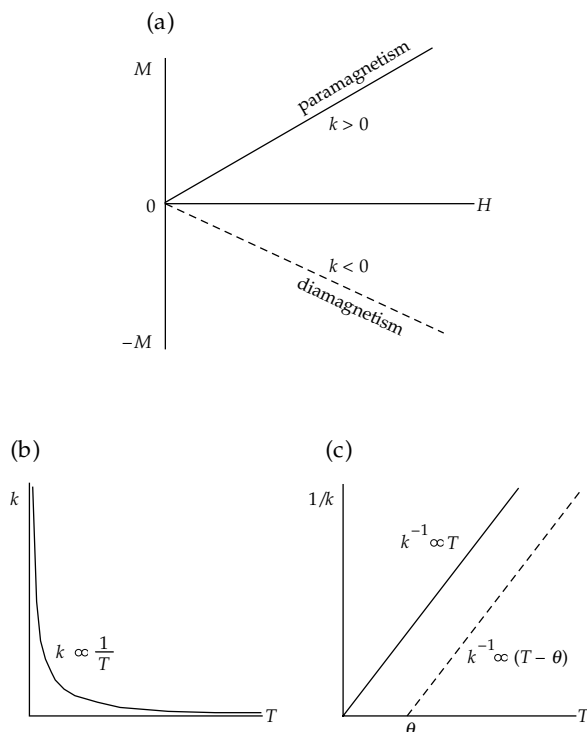 (a)
M
paramagnetism
k > 0
0
H
k < 0
diamagnetism
–M
(b)
(c)
k
k ∝ 1/T
T
1/k
k⁻¹ ∝ T
k⁻¹ ∝ (T – θ)
T
θ